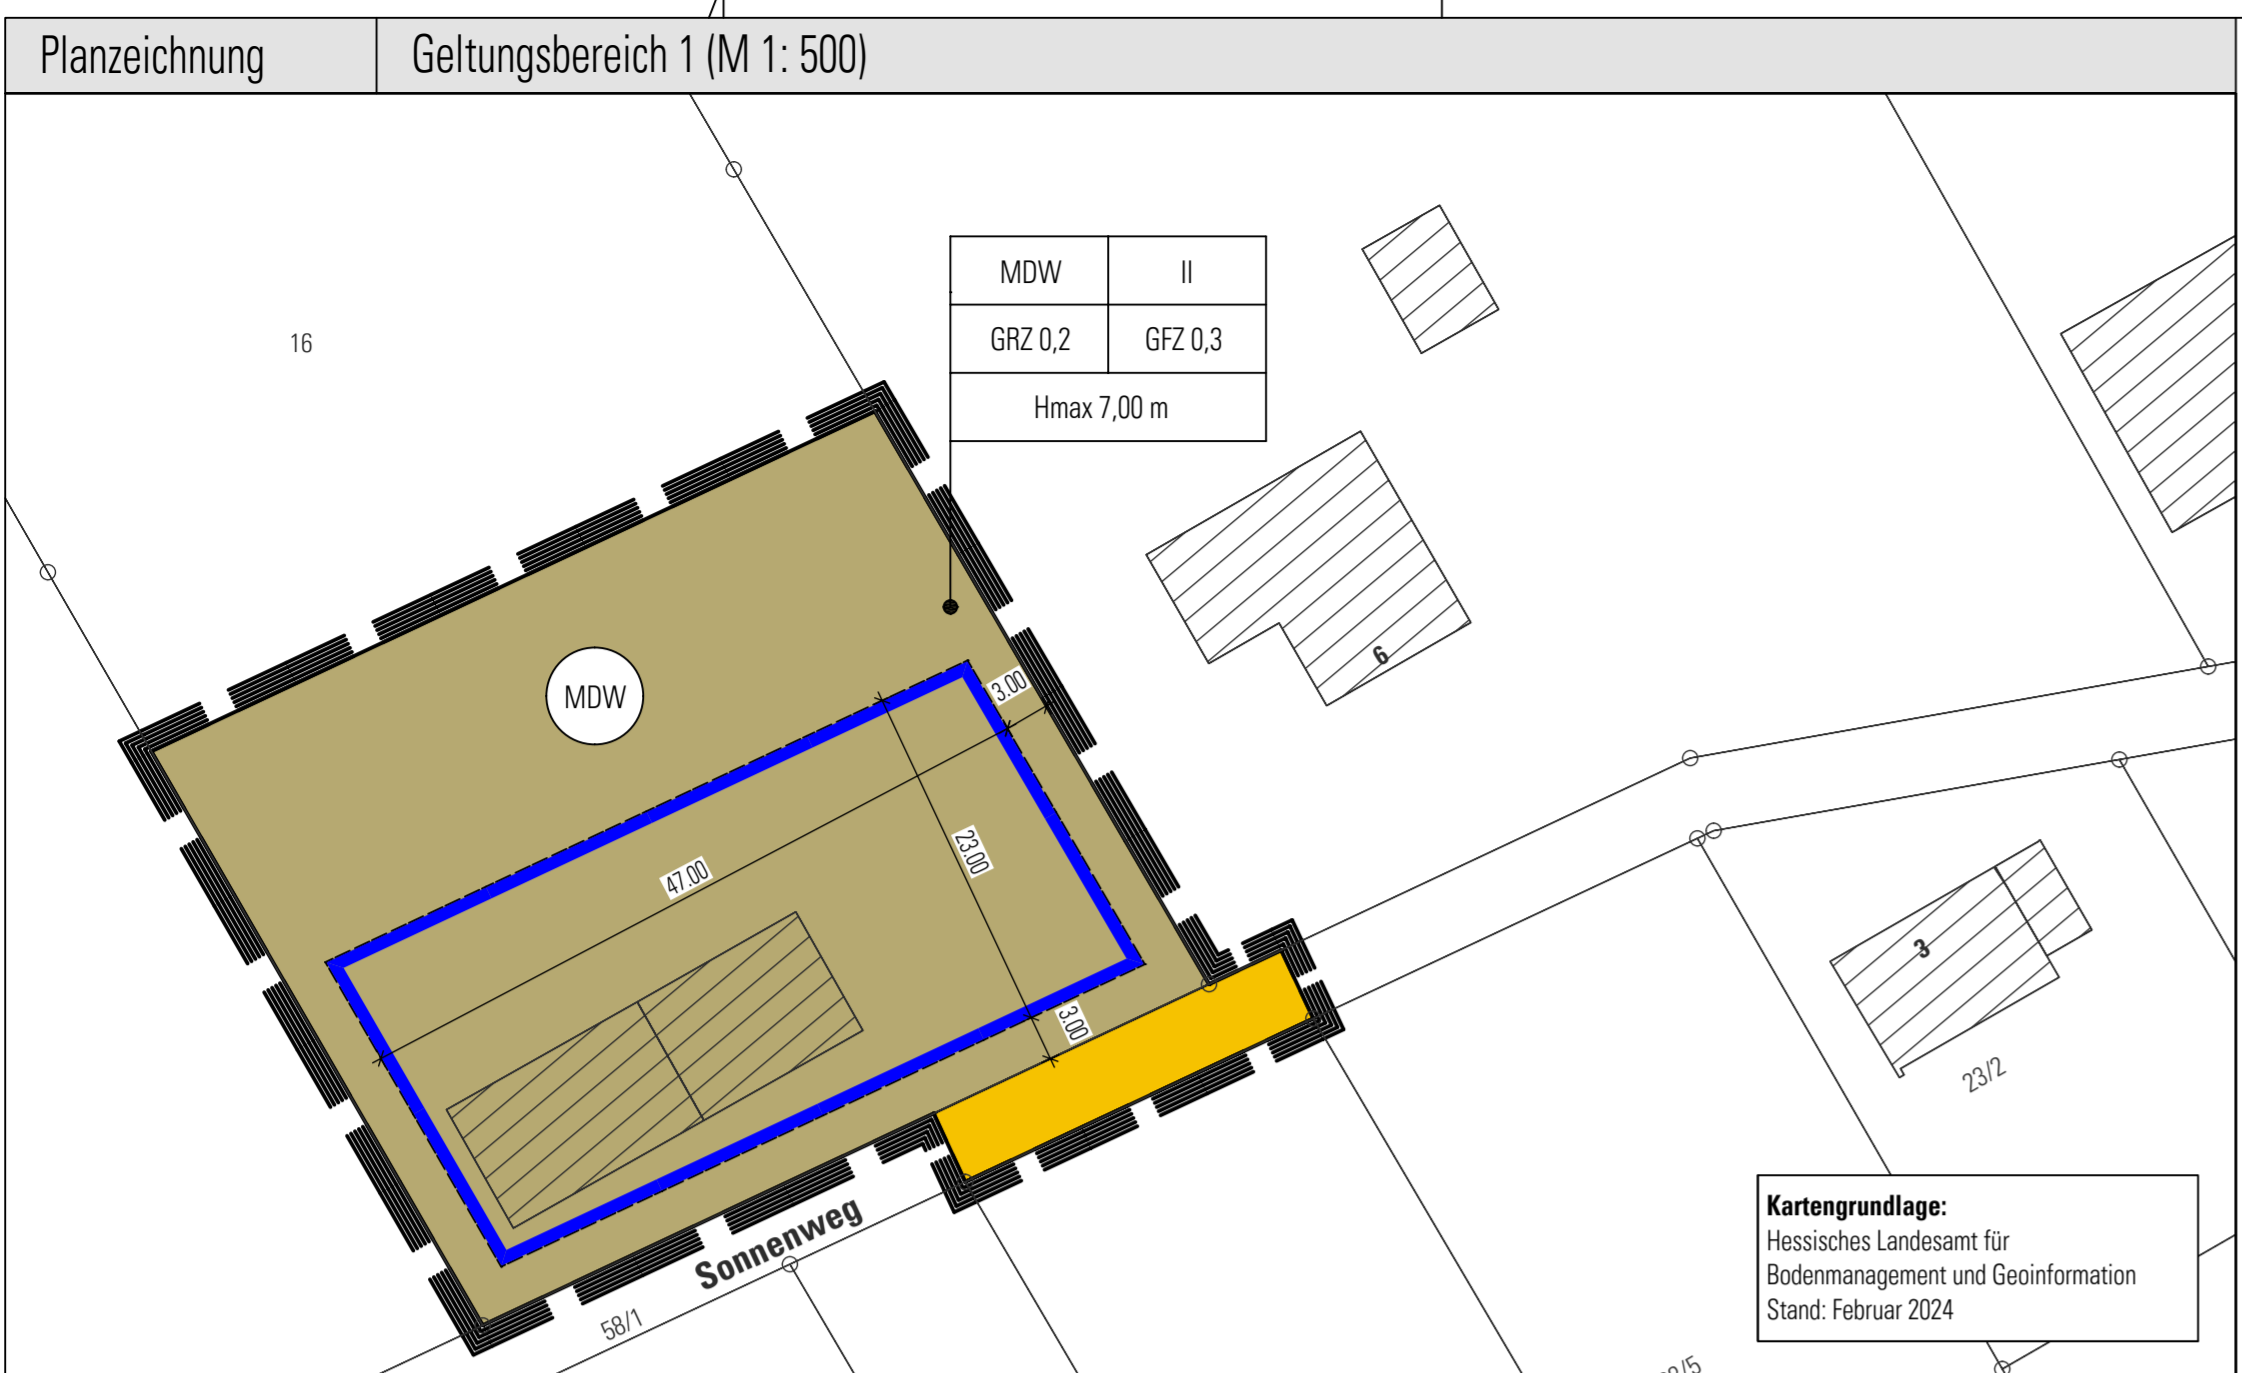 Planzeichnung
Geltungsbereich 1 (M 1: 500)
16
MDW
II
GRZ 0,2
GFZ 0,3
Hmax 7,00 m
6
MDW
3.00
23.00
47.00
3.00
3
23/2
Sonnenweg
58/1
Kartengrundlage:
Hessisches Landesamt für
Bodenmanagement und Geoinformation
Stand: Februar 2024